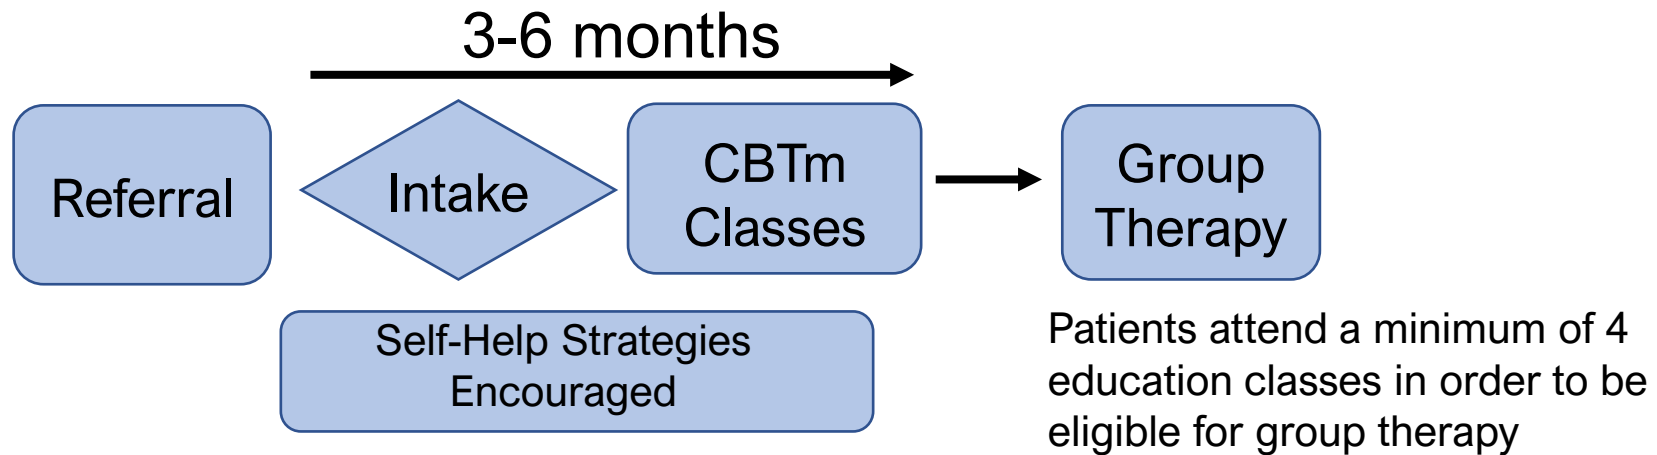 3-6 months
Referral
Intake
CBTm
Classes
Group
Therapy
Self-Help Strategies
Encouraged
Patients attend a minimum of 4
education classes in order to be
eligible for group therapy